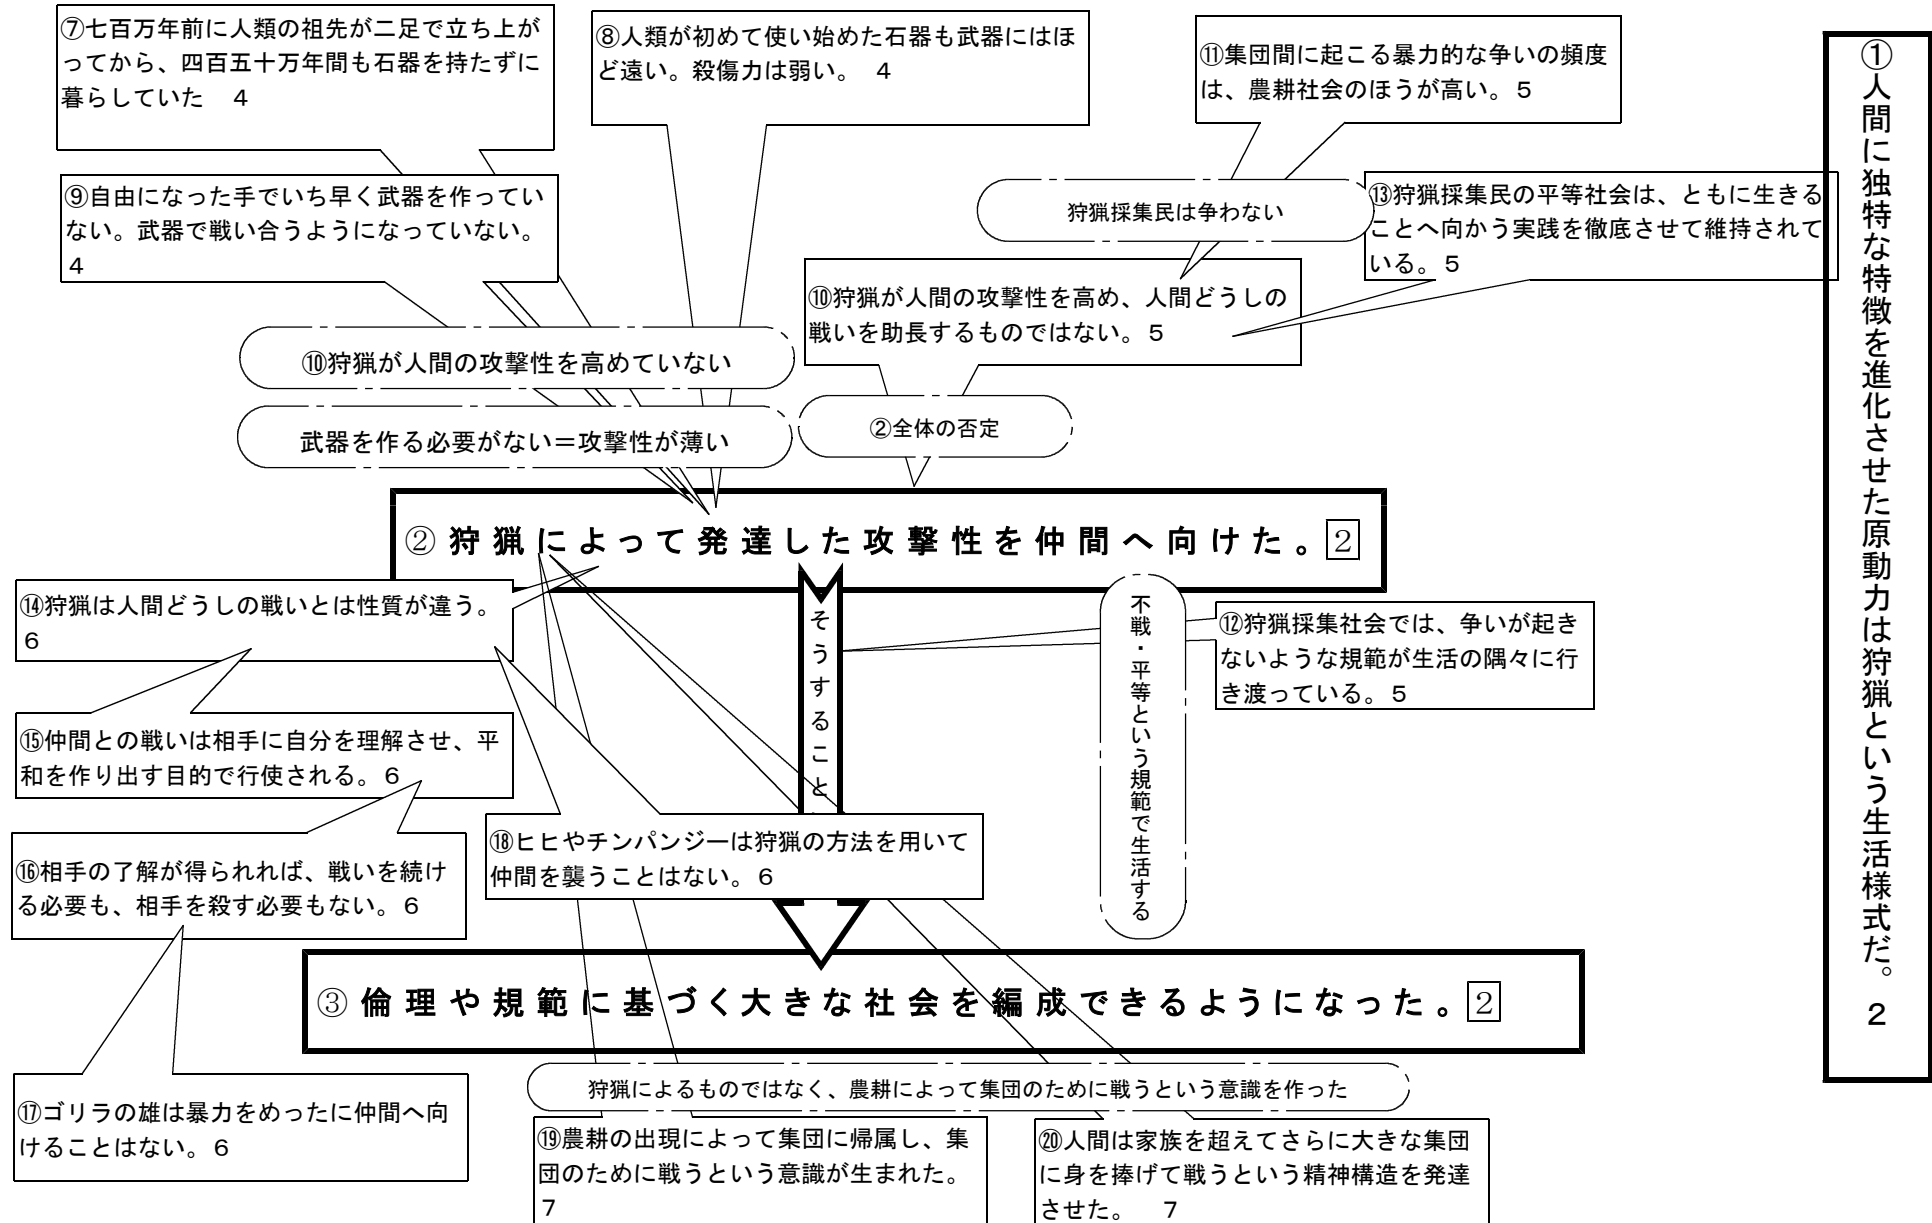 ①人間に独特な特徴を進化させた原動力は狩猟という生活様式だ。 2
⑦七百万年前に人類の祖先が二足で立ち上が
ってから、四百五十万年間も石器を持たずに
暮らしていた 4
⑧人類が初めて使い始めた石器も武器にはほ
ど遠い。殺傷力は弱い。 4
⑪集団間に起こる暴力的な争いの頻度
は、農耕社会のほうが高い。5
⑨自由になった手でいち早く武器を作ってい
ない。武器で戦い合うようになっていない。
4
狩猟採集民は争わない
⑬狩猟採集民の平等社会は、ともに生きる
ことへ向かう実践を徹底させて維持されて
いる。5
⑩狩猟が人間の攻撃性を高め、人間どうしの
戦いを助長するものではない。5
⑩狩猟が人間の攻撃性を高めていない
武器を作る必要がない＝攻撃性が薄い
②全体の否定
②狩猟によって発達した攻撃性を仲間へ向けた。2
そうすること
不戦・平等という規範で生活する
⑫狩猟採集社会では、争いが起き
ないような規範が生活の隅々に行
き渡っている。5
⑭狩猟は人間どうしの戦いとは性質が違う。
6
⑮仲間との戦いは相手に自分を理解させ、平
和を作り出す目的で行使される。6
⑯相手の了解が得られれば、戦いを続け
る必要も、相手を殺す必要もない。6
⑱ヒヒやチンパンジーは狩猟の方法を用いて
仲間を襲うことはない。6
③倫理や規範に基づく大きな社会を編成できるようになった。2
⑰ゴリラの雄は暴力をめったに仲間へ向
けることはない。6
狩猟によるものではなく、農耕によって集団のために戦うという意識を作った
⑲農耕の出現によって集団に帰属し、集
団のために戦うという意識が生まれた。
7
⑳人間は家族を超えてさらに大きな集団
に身を捧げて戦うという精神構造を発達
させた。 7